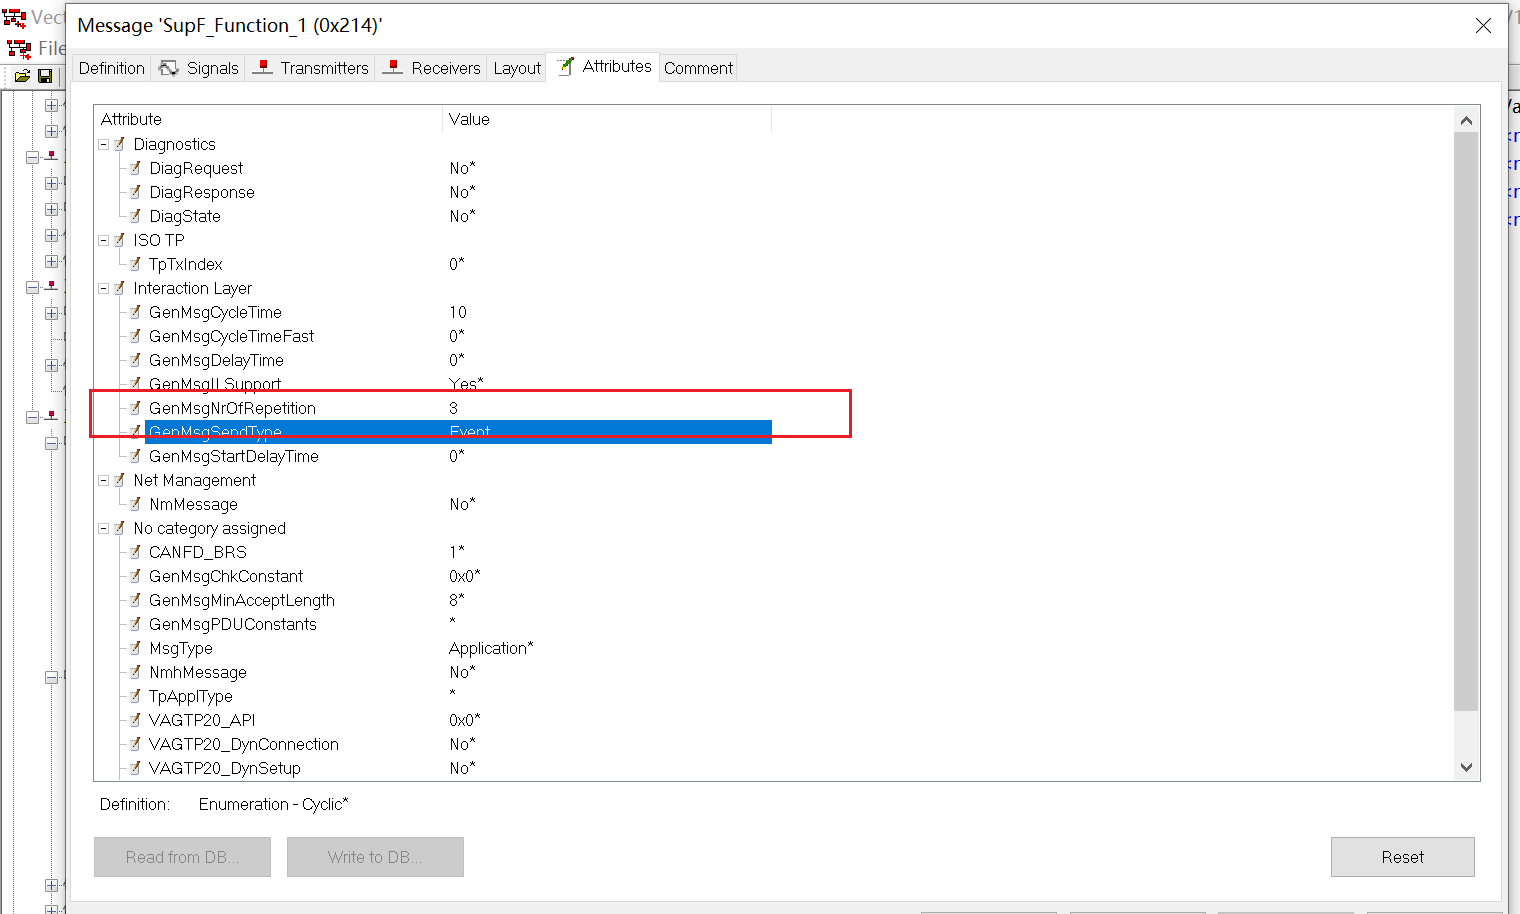 Vect
File
Message 'SupF_Function_1 (0x214)'
Definition Signals Transmitters Receivers Layout Attributes Comment
Attribute Value
Diagnostics
DiagRequest No*
DiagResponse No*
DiagState No*
ISO TP
TpTxIndex 0*
Interaction Layer
GenMsgCycleTime 10
GenMsgCycleTimeFast 0*
GenMsgDelayTime 0*
GenMsgILSupport Yes*
GenMsgNrOfRepetition 3
GenMsgSendType Event
GenMsgStartDelayTime 0*
Net Management
NmMessage No*
No category assigned
CANFD_BRS 1*
GenMsgChkConstant 0x0*
GenMsgMinAcceptLength 8*
GenMsgPDUConstants *
MsgType Application*
NmhMessage No*
TpApplType *
VAGTP20_API 0x0*
VAGTP20_DynConnection No*
VAGTP20_DynSetup No*
Definition: Enumeration - Cyclic*
Read from DB... Write to DB... Reset